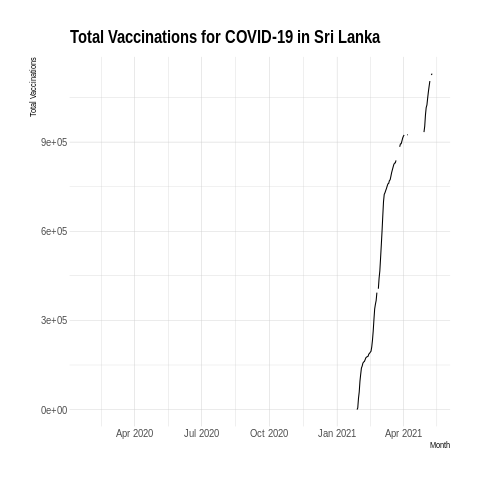 Total Vaccinations for COVID-19 in Sri Lanka
Total Vaccinations
9e+05
6e+05
3e+05
0e+00
Apr 2020 Jul 2020 Oct 2020 Jan 2021 Apr 2021
Month